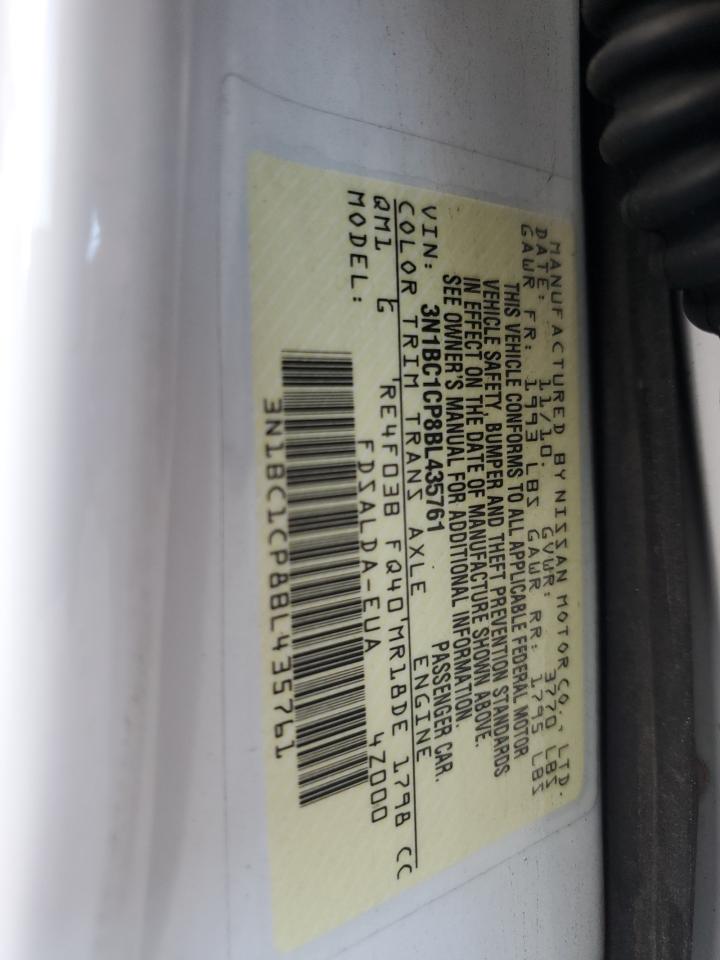 MANUFACTURED BY NISSAN MOTOR CO., LTD.
DATE: 11/10. GVWR: 3770 LBS
GAWR FR: 1993 LBS GAWR RR: 1795 LBS
THIS VEHICLE CONFORMS TO ALL APPLICABLE FEDERAL MOTOR
VEHICLE SAFETY, BUMPER AND THEFT PREVENTION STANDARDS
IN EFFECT ON THE DATE OF MANUFACTURE SHOWN ABOVE.
SEE OWNER'S MANUAL FOR ADDITIONAL INFORMATION.
VIN: 3N1BC1CP8BL435761 PASSENGER CAR.
COLOR TRIM TRANS AXLE ENGINE
QM1 G 'RE4F03B FQ40'MR18DE 1798 CC
MODEL: FDSALDA-EUA 4Z000
3N1BC1CP8BL435761